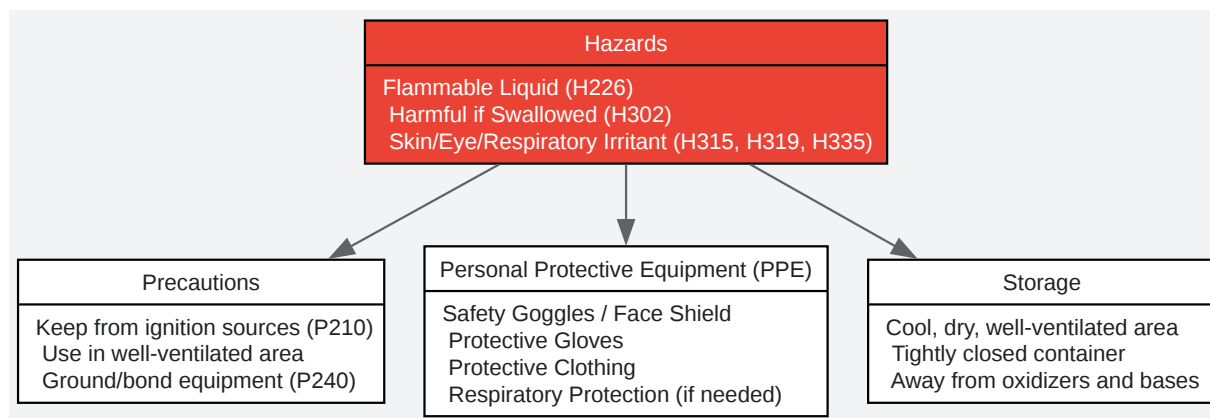 Hazards
Flammable Liquid (H226)
Harmful if Swallowed (H302)
Skin/Eye/Respiratory Irritant (H315, H319, H335)
Precautions
Keep from ignition sources (P210)
Use in well-ventilated area
Ground/bond equipment (P240)
Personal Protective Equipment (PPE)
Safety Goggles / Face Shield
Protective Gloves
Protective Clothing
Respiratory Protection (if needed)
Storage
Cool, dry, well-ventilated area
Tightly closed container
Away from oxidizers and bases